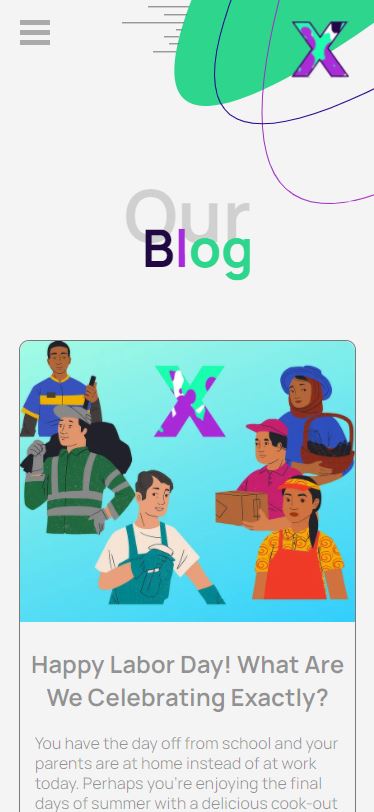 Our
Blog
X
Happy Labor Day! What Are
We Celebrating Exactly?
You have the day off from school and your
parents are at home instead of at work
today. Perhaps you're enjoying the final
days of summer with a delicious cook-out